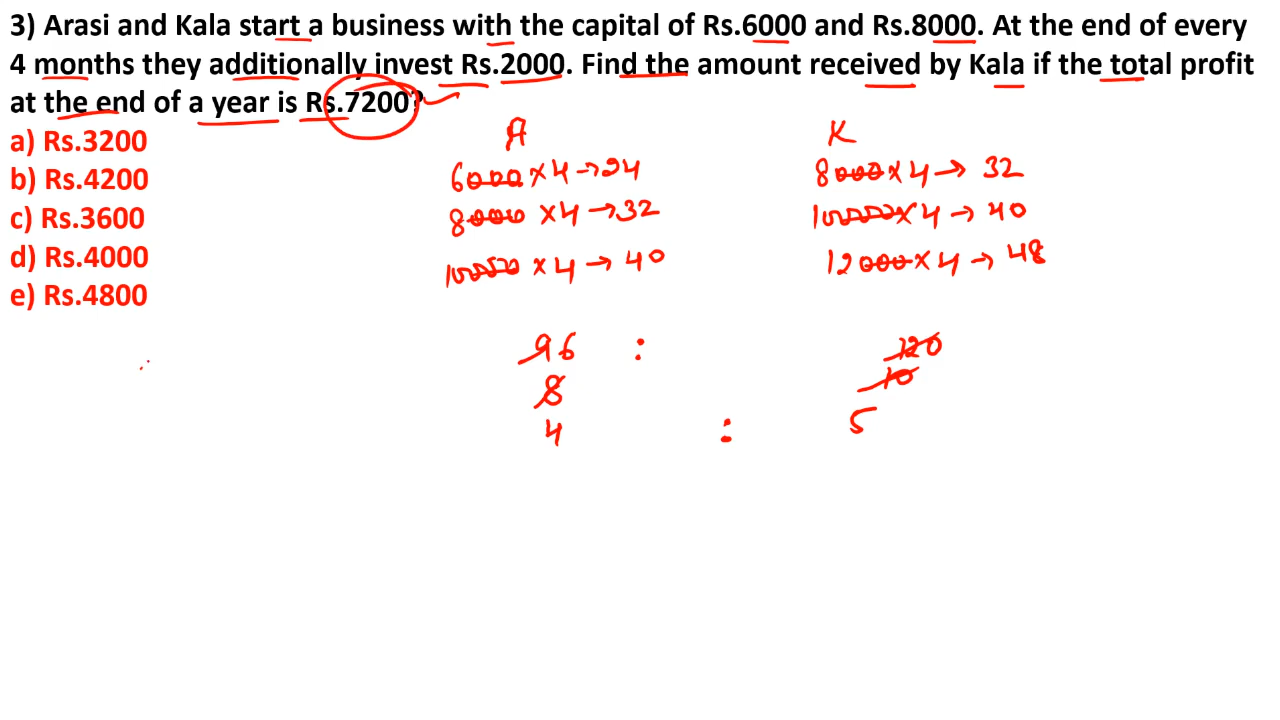 3) Arasi and Kala start a business with the capital of Rs.6000 and Rs.8000. At the end of every
4 months they additionally invest Rs.2000. Find the amount received by Kala if the total profit
at the end of a year is Rs.7200?
a) Rs.3200
b) Rs.4200
c) Rs.3600
d) Rs.4000
e) Rs.4800
A K
6000 × 4 → 24 8000 × 4 → 32
8000 × 4 → 32 10000 × 4 → 40
10000 × 4 → 40 12000 × 4 → 48
96 : 120
8 10
4 : 5